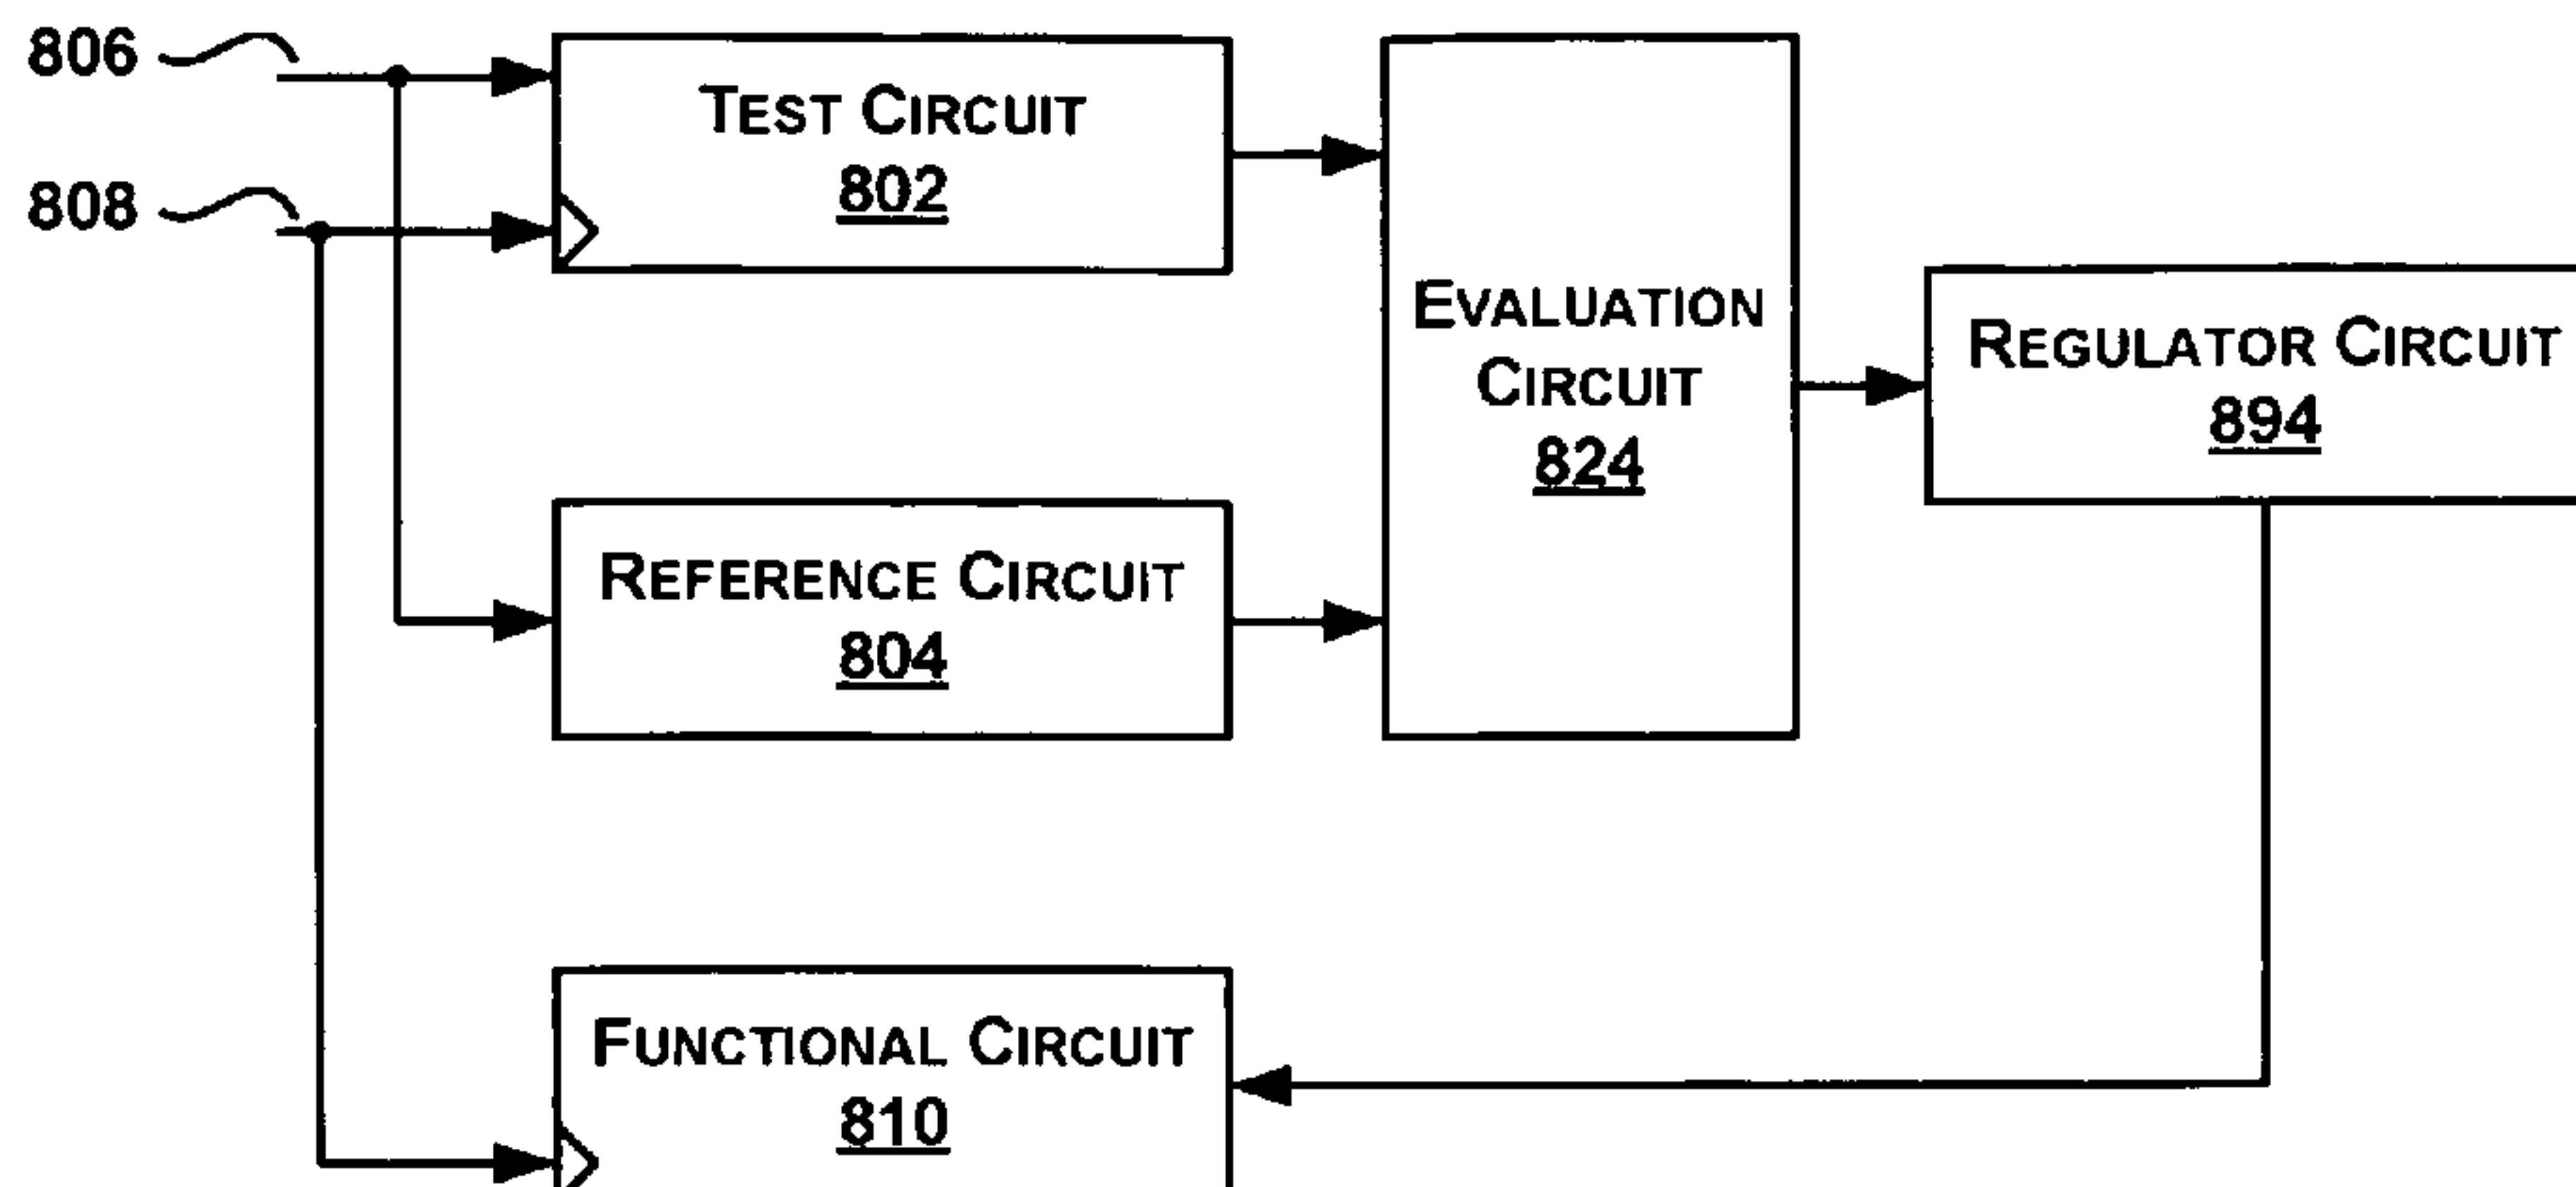 806
TEST CIRCUIT
802
808
EVALUATION
CIRCUIT
824
REGULATOR CIRCUIT
894
REFERENCE CIRCUIT
804
FUNCTIONAL CIRCUIT
810